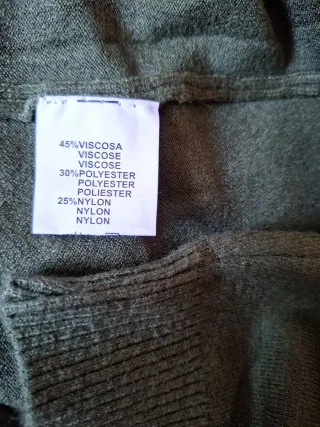 45%VISCOSA
VISCOSE
VISCOSE
30%POLYESTER
POLYESTER
POLIESTER
25%NYLON
NYLON
NYLON